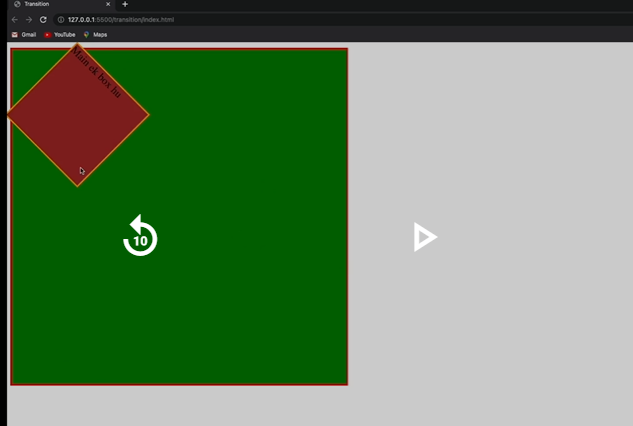 Transition
127.0.0.1:5500/transition/index.html
Gmail YouTube Maps
Main ek box hu
10